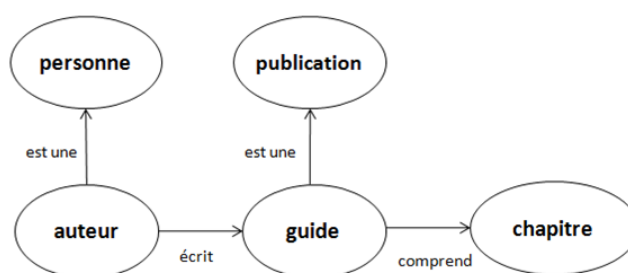 personne
publication
est une
est une
auteur
écrit
guide
comprend
chapitre